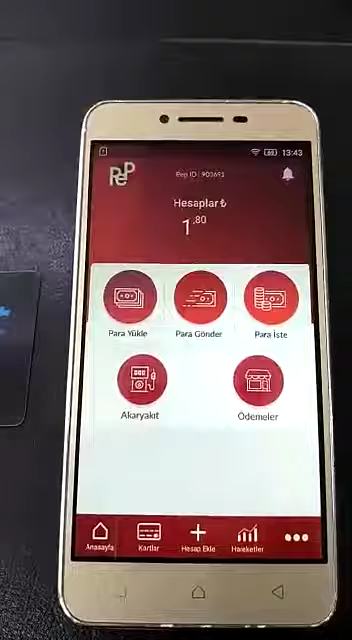 13:43
PeP
Pep ID : 903691
Hesaplar ₺
1,80
Para Yükle
Para Gönder
Para İste
Akaryakıt
Ödemeler
Anasayfa
Kartlar
Hesap Ekle
Hareketler